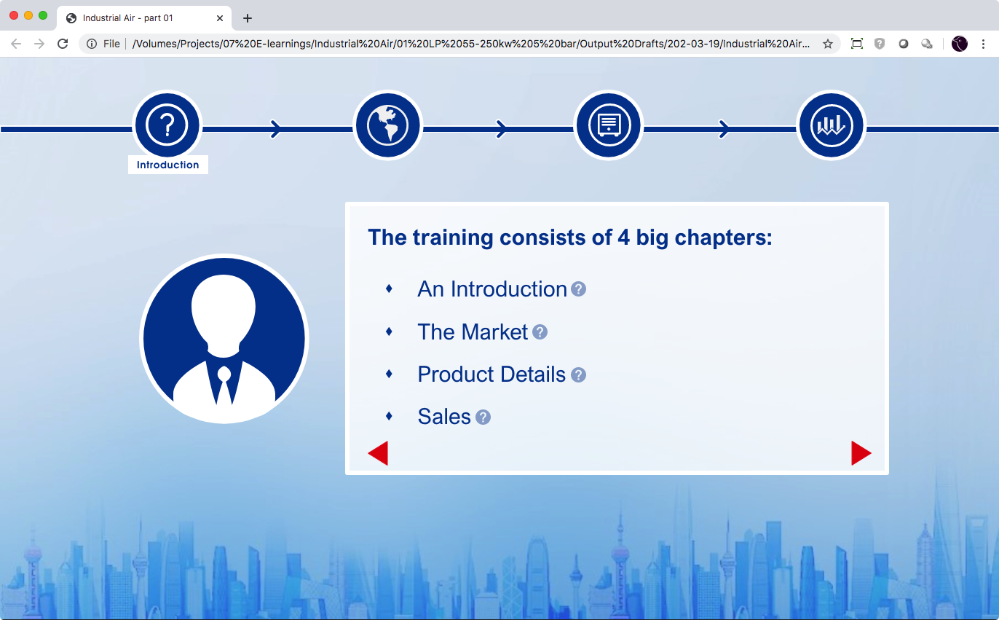 Industrial Air - part 01
File
/Volumes/Projects/07%20E-learnings/Industrial%20Air/01%20LP%2055-250kw%205%20bar/Output%20Drafts/202-03-19/Industrial%20Air...
?
Introduction
The training consists of 4 big chapters:
♦ An Introduction ?
♦ The Market ?
♦ Product Details ?
♦ Sales ?